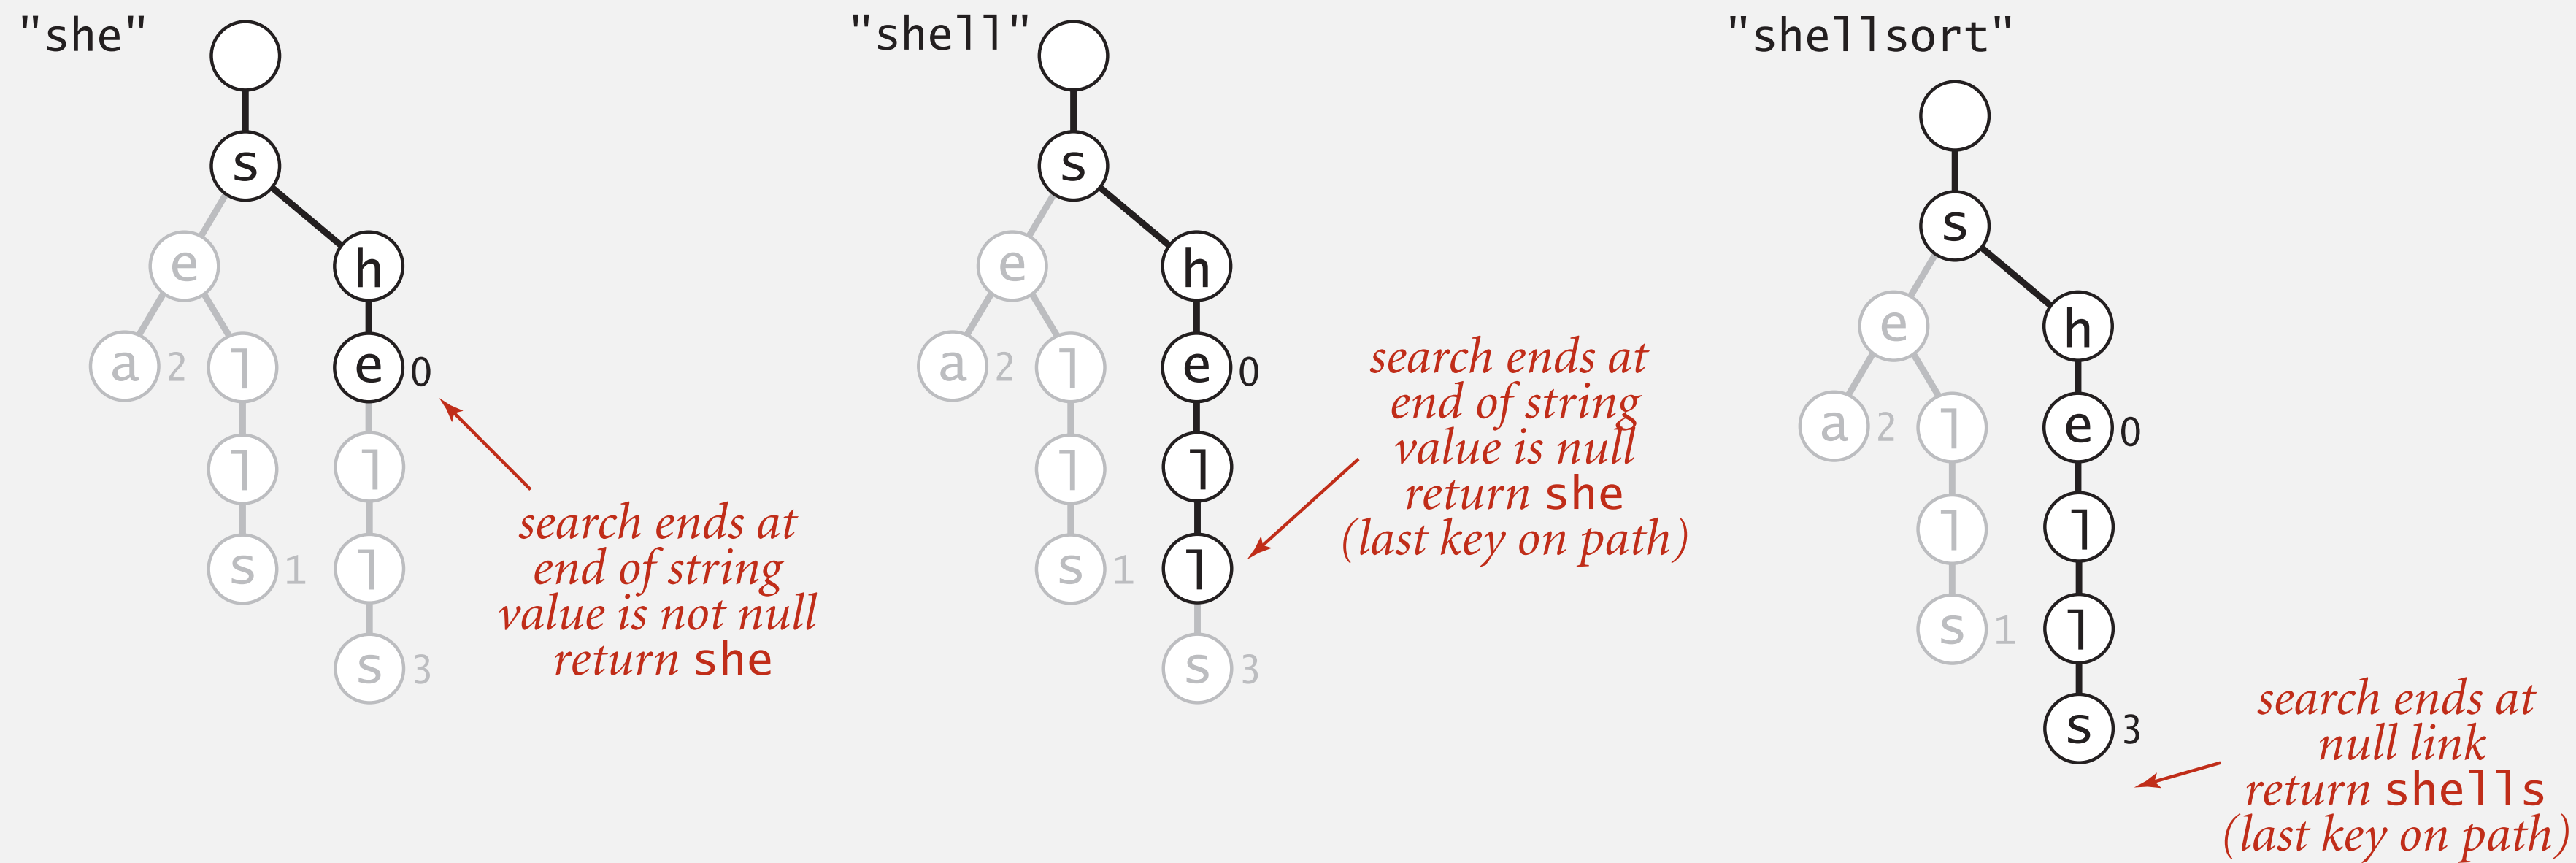 "she"
s
e
h
a 2
l
e 0
l
l
s 1
l
s 3
search ends at
end of string
value is not null
return she
"shell"
s
e
h
a 2
l
e 0
l
l
s 1
l
s 3
search ends at
end of string
value is null
return she
(last key on path)
"shellsort"
s
e
h
a 2
l
e 0
l
l
s 1
l
s 3
search ends at
null link
return shells
(last key on path)